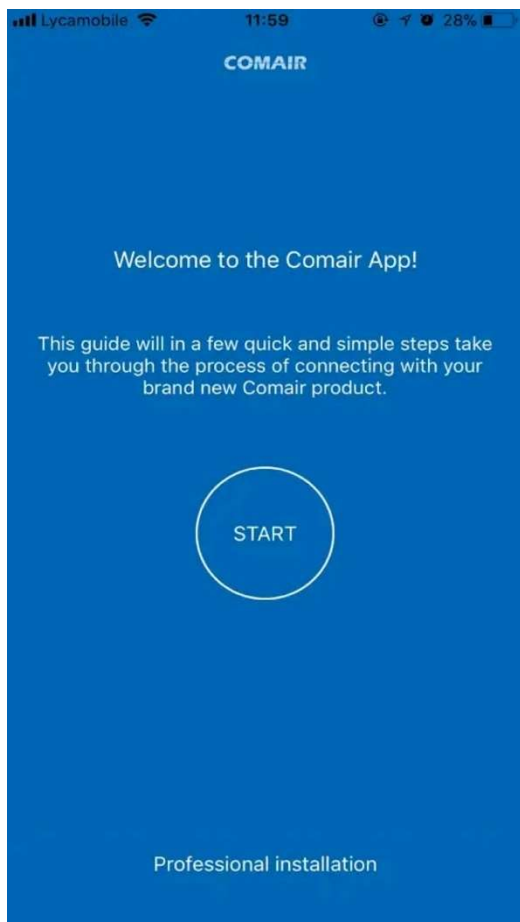 Lycamobile 11:59 28%
COMAIR
Welcome to the Comair App!
This guide will in a few quick and simple steps take
you through the process of connecting with your
brand new Comair product.
START
Professional installation